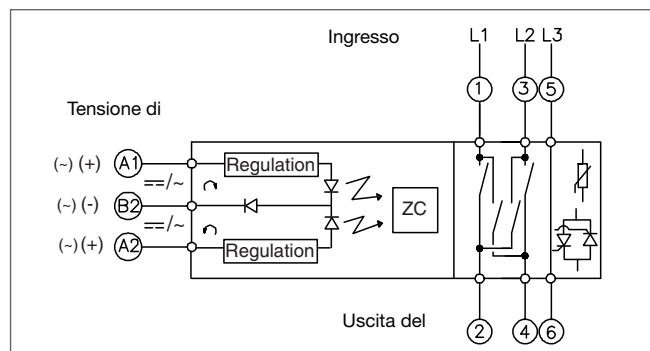 Ingresso
L1 L2 L3
1 3 5
Tensione di
(~) (+) A1
Regulation
==/~
(~) (-) B2
ZC
==/~
(~) (+) A2
Regulation
Uscita del
2 4 6